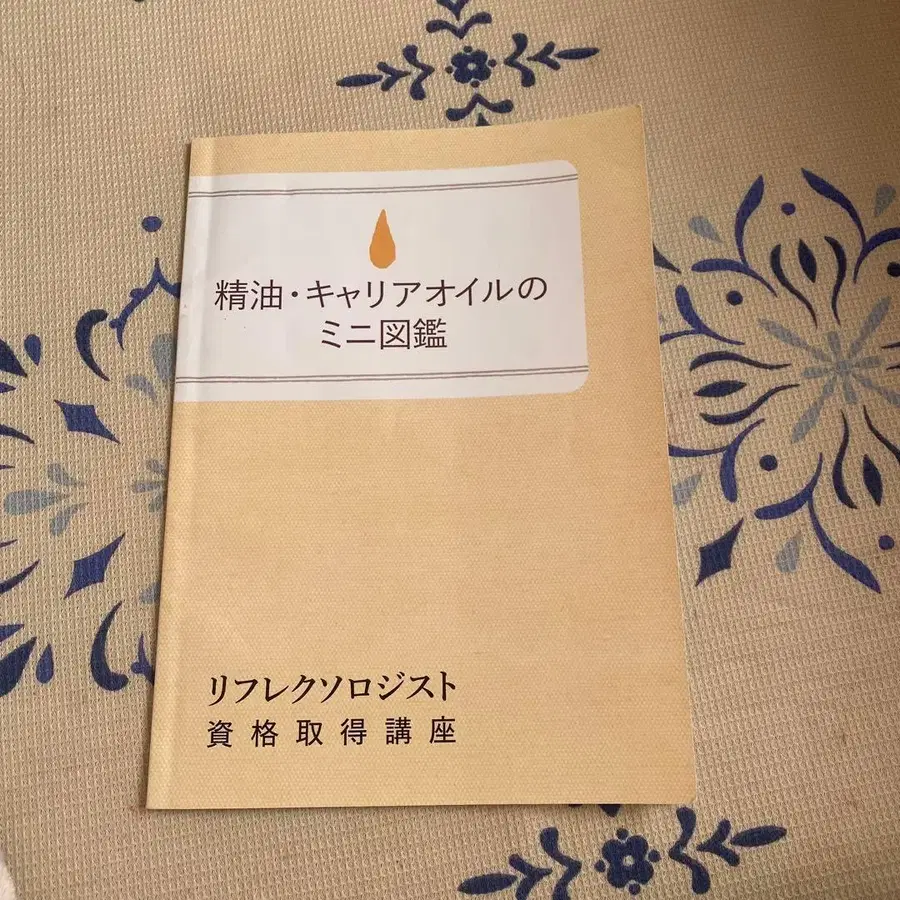 精油・キャリアオイルの
ミニ図鑑
リフレクソロジスト
資格取得講座